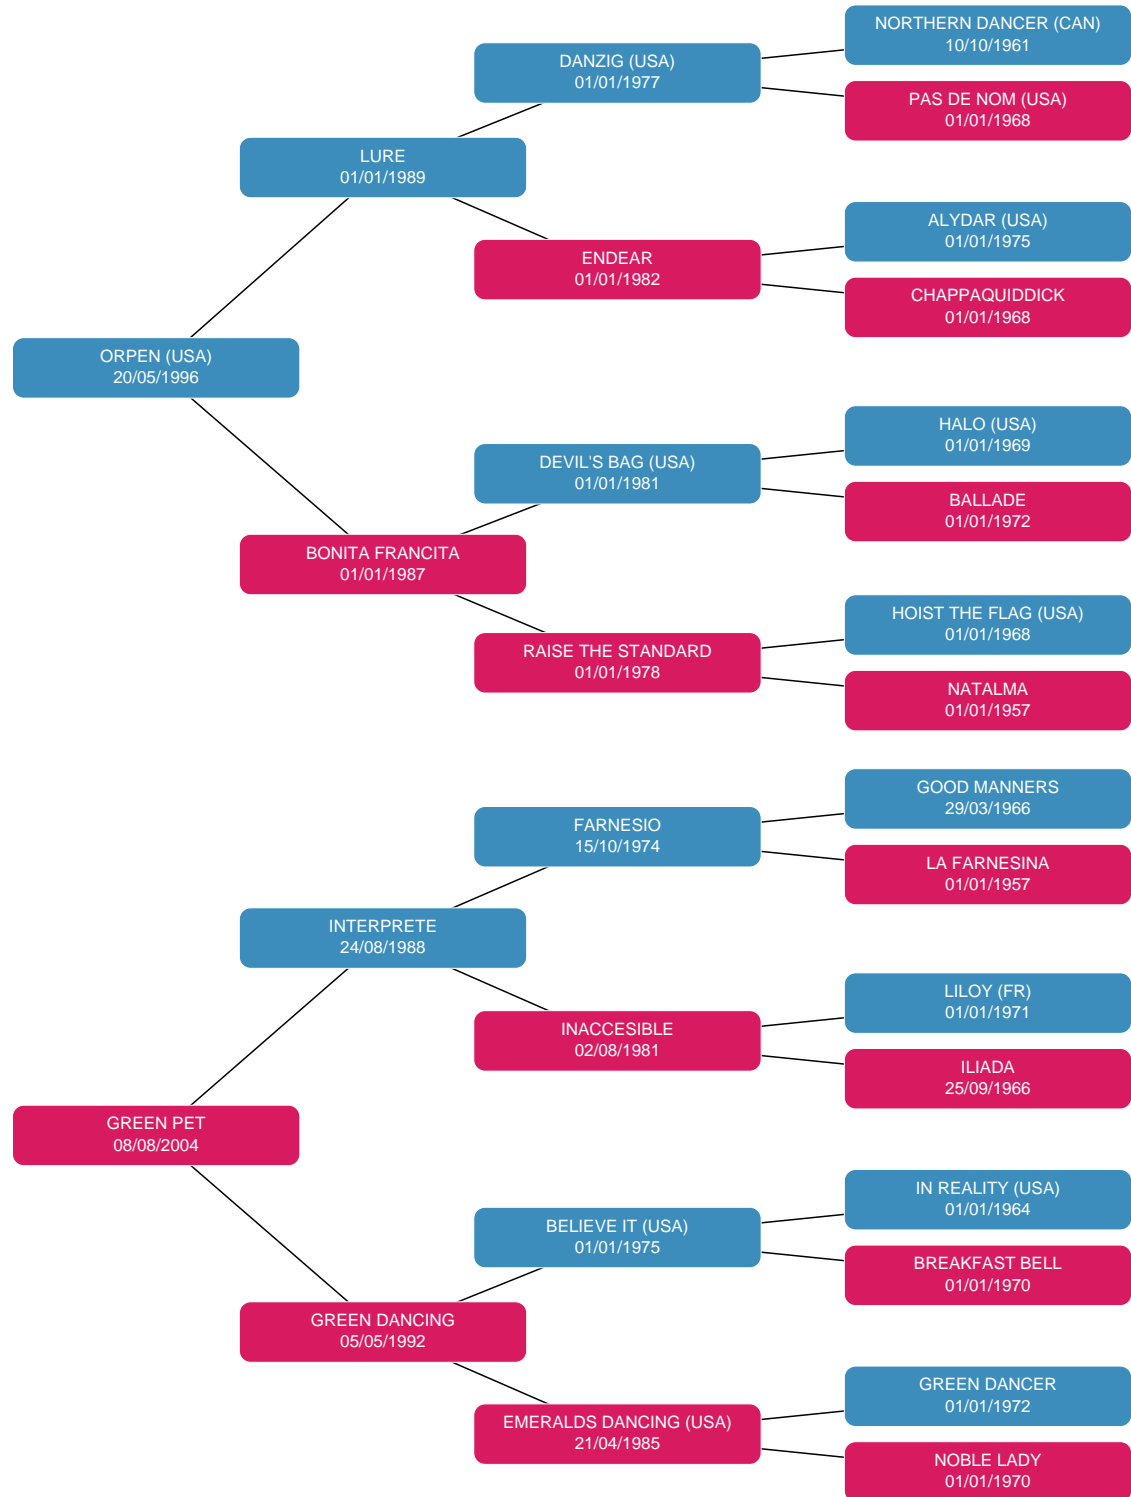 NORTHERN DANCER (CAN)
10/10/1961
DANZIG (USA)
01/01/1977
PAS DE NOM (USA)
01/01/1968
LURE
01/01/1989
ALYDAR (USA)
01/01/1975
ENDEAR
01/01/1982
CHAPPAQUIDDICK
01/01/1968
ORPEN (USA)
20/05/1996
HALO (USA)
01/01/1969
DEVIL'S BAG (USA)
01/01/1981
BALLADE
01/01/1972
BONITA FRANCITA
01/01/1987
HOIST THE FLAG (USA)
01/01/1968
RAISE THE STANDARD
01/01/1978
NATALMA
01/01/1957
GOOD MANNERS
29/03/1966
FARNESIO
15/10/1974
LA FARNESINA
01/01/1957
INTERPRETE
24/08/1988
LILOY (FR)
01/01/1971
INACCESIBLE
02/08/1981
ILIADA
25/09/1966
GREEN PET
08/08/2004
IN REALITY (USA)
01/01/1964
BELIEVE IT (USA)
01/01/1975
BREAKFAST BELL
01/01/1970
GREEN DANCING
05/05/1992
GREEN DANCER
01/01/1972
EMERALDS DANCING (USA)
21/04/1985
NOBLE LADY
01/01/1970